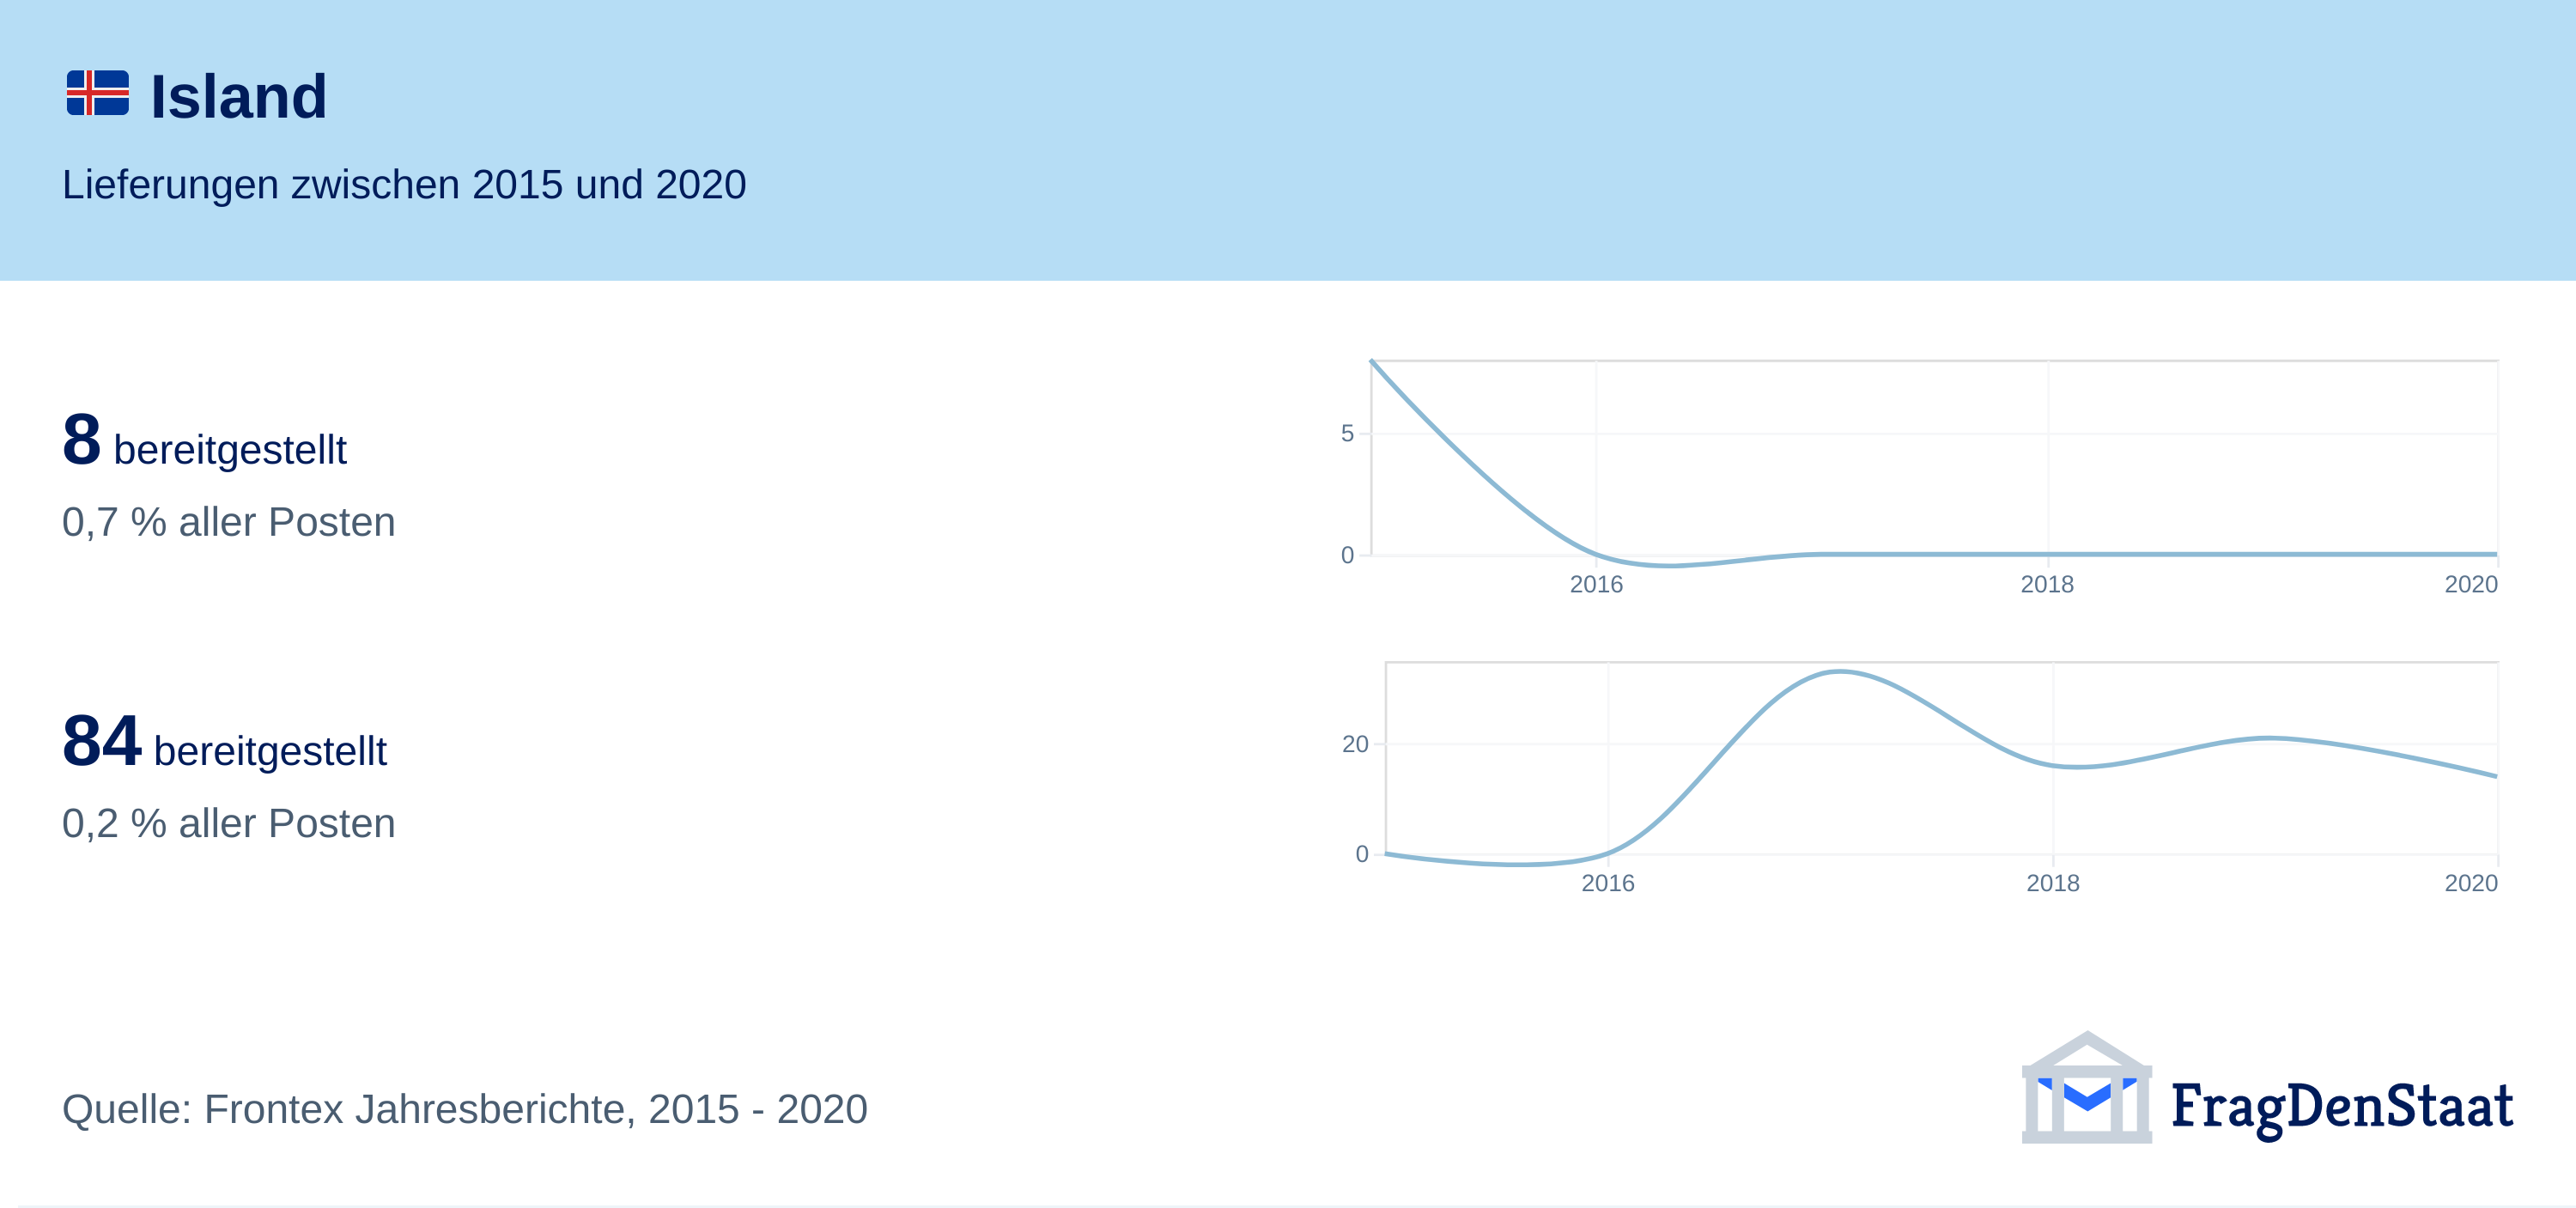 Island
Lieferungen zwischen 2015 und 2020
8 bereitgestellt
0,7 % aller Posten
5
0
2016 2018 2020
84 bereitgestellt
0,2 % aller Posten
20
0
2016 2018 2020
Quelle: Frontex Jahresberichte, 2015 - 2020
FragDenStaat